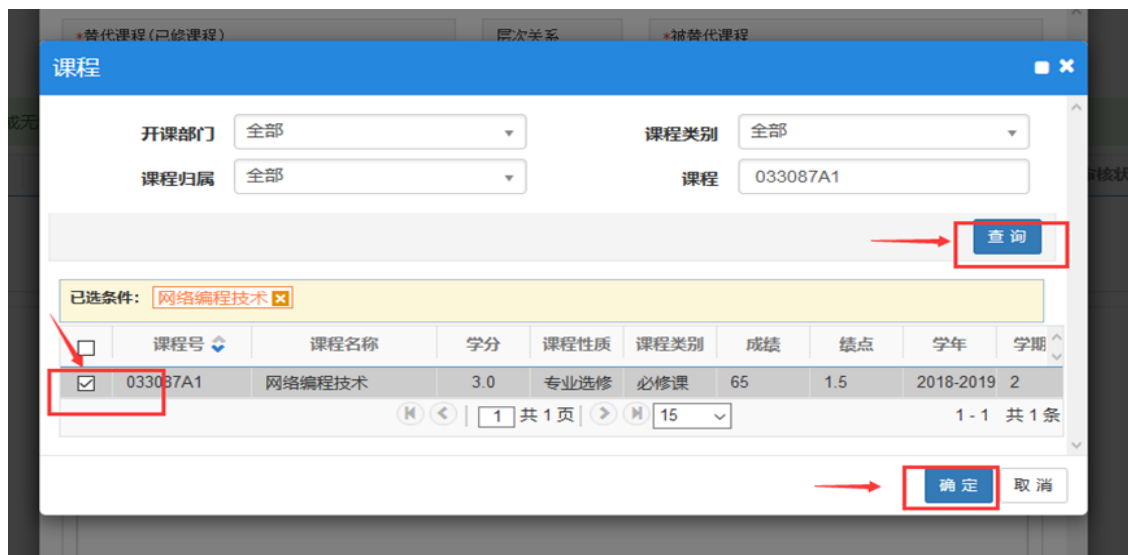 *替代课程(已修课程) 层次关系 *被替代课程
课程
成无
开课部门 全部 课程类别 全部
课程归属 全部 课程 033087A1
审核状
查询
已选条件: 网络编程技术
课程号 课程名称 学分 课程性质 课程类别 成绩 绩点 学年 学期
033087A1 网络编程技术 3.0 专业选修 必修课 65 1.5 2018-2019 2
1 共 1 页 15 1 - 1 共 1 条
确定 取消